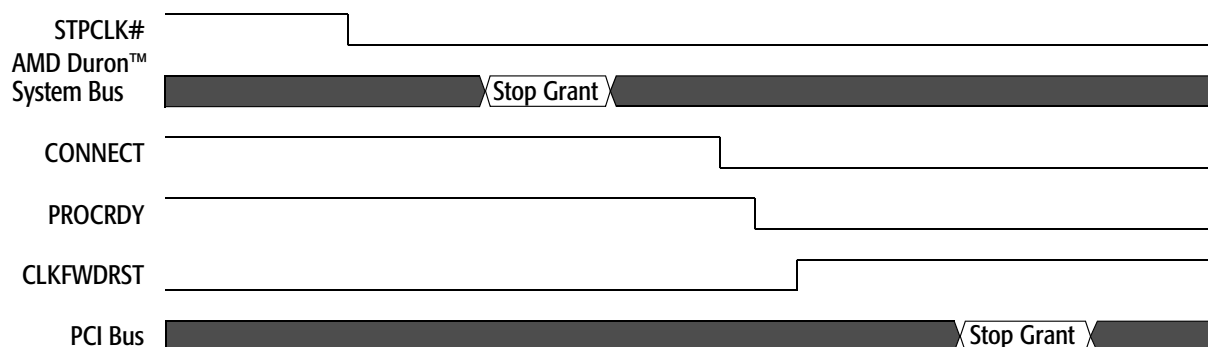 STPCLK#
AMD Duron™
System Bus
Stop Grant
CONNECT
PROCRDY
CLKFWDRST
PCI Bus
Stop Grant